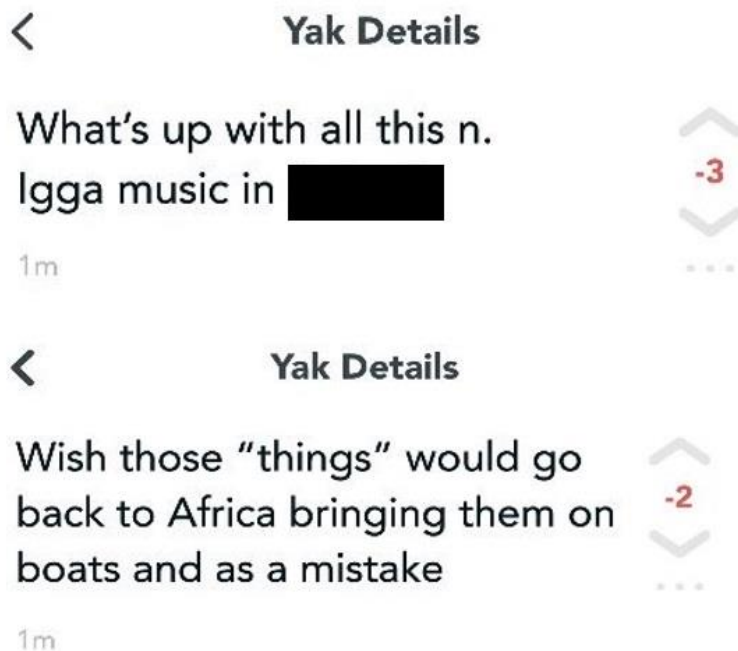 Yak Details
What's up with all this n.
Igga music in
-3
1m
Yak Details
Wish those "things" would go
back to Africa bringing them on
boats and as a mistake
-2
1m